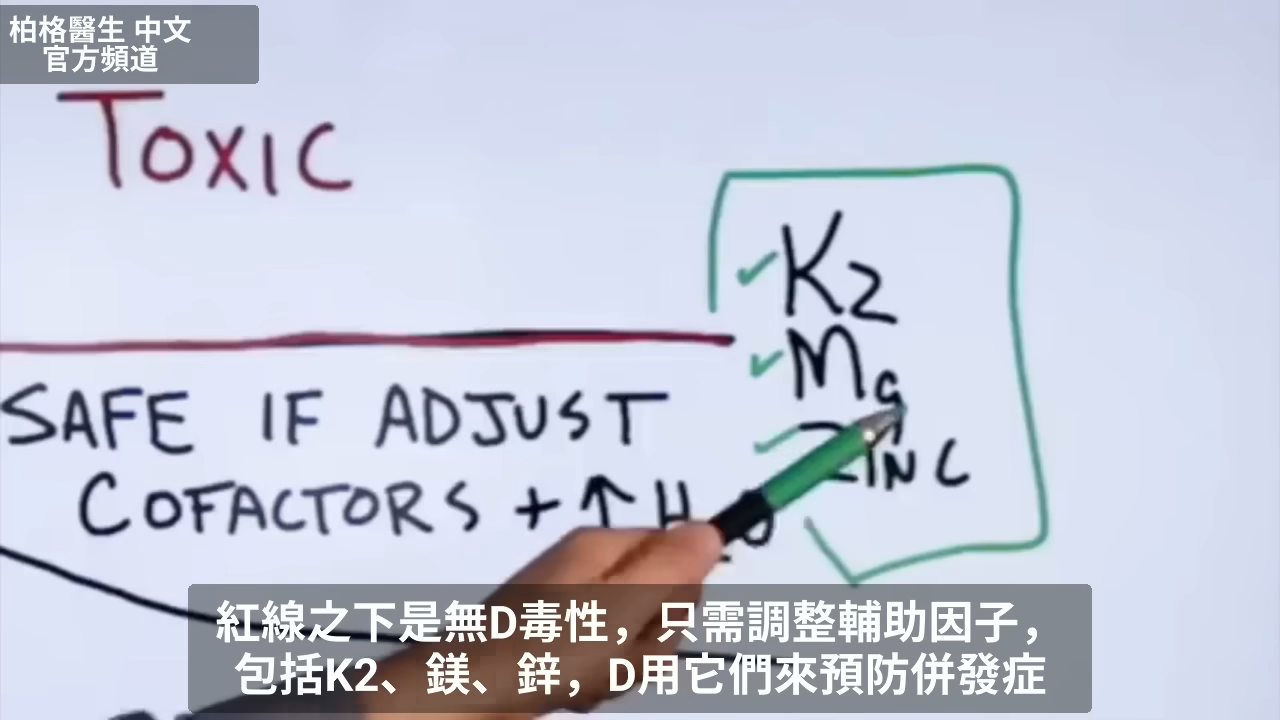 柏格醫生 中文
官方頻道
TOXIC
K2
Mg
ZINC
SAFE IF ADJUST
COFACTORS + ↑ H2O
紅線之下是無D毒性，只需調整輔助因子，
包括K2、鎂、鋅，D用它們來預防併發症